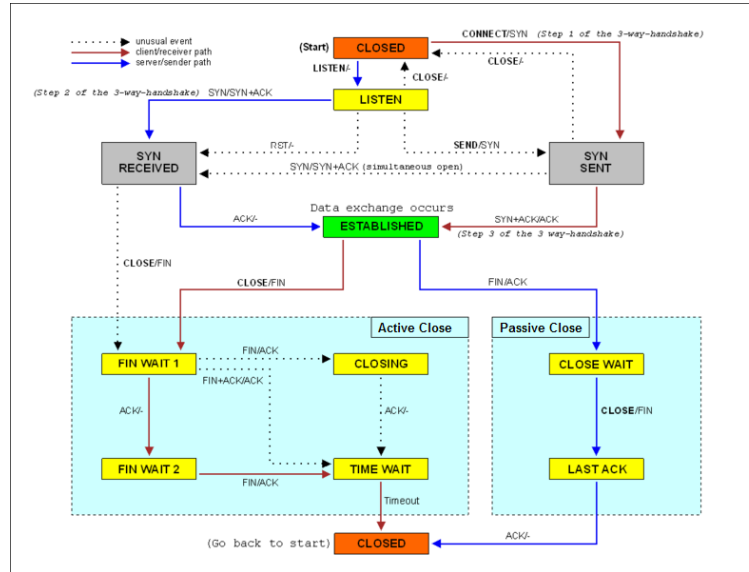 unusual event
client/receiver path
server/sender path
(Start)
CLOSED
CONNECT/SYN
(Step 1 of the 3-way-handshake)
CLOSE/-
LISTEN/-
CLOSE/-
(Step 2 of the 3-way-handshake)
SYN/SYN+ACK
LISTEN
RST/-
SEND/SYN
SYN
RECEIVED
SYN/SYN+ACK (simultaneous open)
SYN
SENT
Data exchange occurs
ACK/-
ESTABLISHED
SYN+ACK/ACK
(Step 3 of the 3 way-handshake)
CLOSE/FIN
CLOSE/FIN
FIN/ACK
Active Close
Passive Close
FIN WAIT 1
FIN/ACK
CLOSING
CLOSE WAIT
FIN+ACK/ACK
ACK/-
ACK/-
CLOSE/FIN
FIN WAIT 2
FIN/ACK
TIME WAIT
LAST ACK
Timeout
(Go back to start)
CLOSED
ACK/-